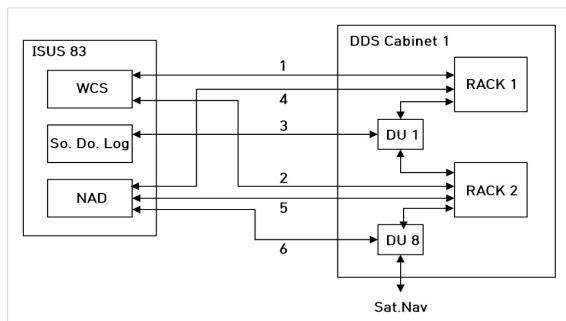 ISUS 83
DDS Cabinet 1
WCS
1
RACK 1
4
So. Do. Log
3
DU 1
NAD
2
RACK 2
5
DU 8
6
Sat.Nav